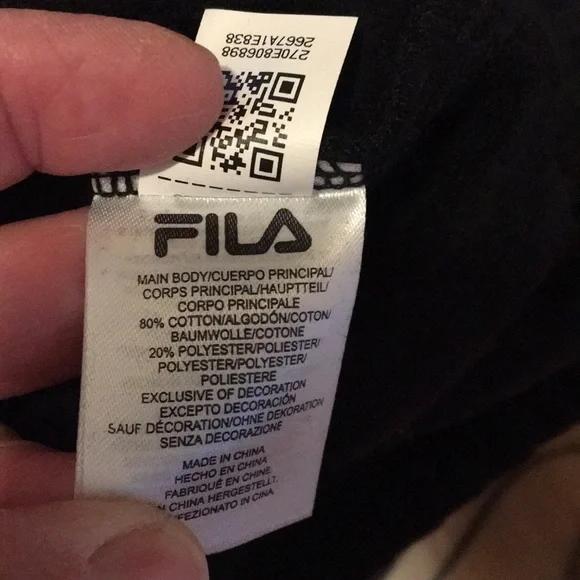 270E806898
2667A1E838
FILA
MAIN BODY/CUERPO PRINCIPAL/
CORPS PRINCIPAL/HAUPTTEIL/
CORPO PRINCIPALE
80% COTTON/ALGODÓN/COTON/
BAUMWOLLE/COTONE
20% POLYESTER/POLIESTER/
POLYESTER/POLYESTER/
POLIESTERE
EXCLUSIVE OF DECORATION
EXCEPTO DECORACIÓN
SAUF DÉCORATION/OHNE DEKORATION
SENZA DECORAZIONE
MADE IN CHINA
HECHO EN CHINA
FABRIQUÉ EN CHINE
CHINA HERGESTELLT
FEZIONATO IN CINA